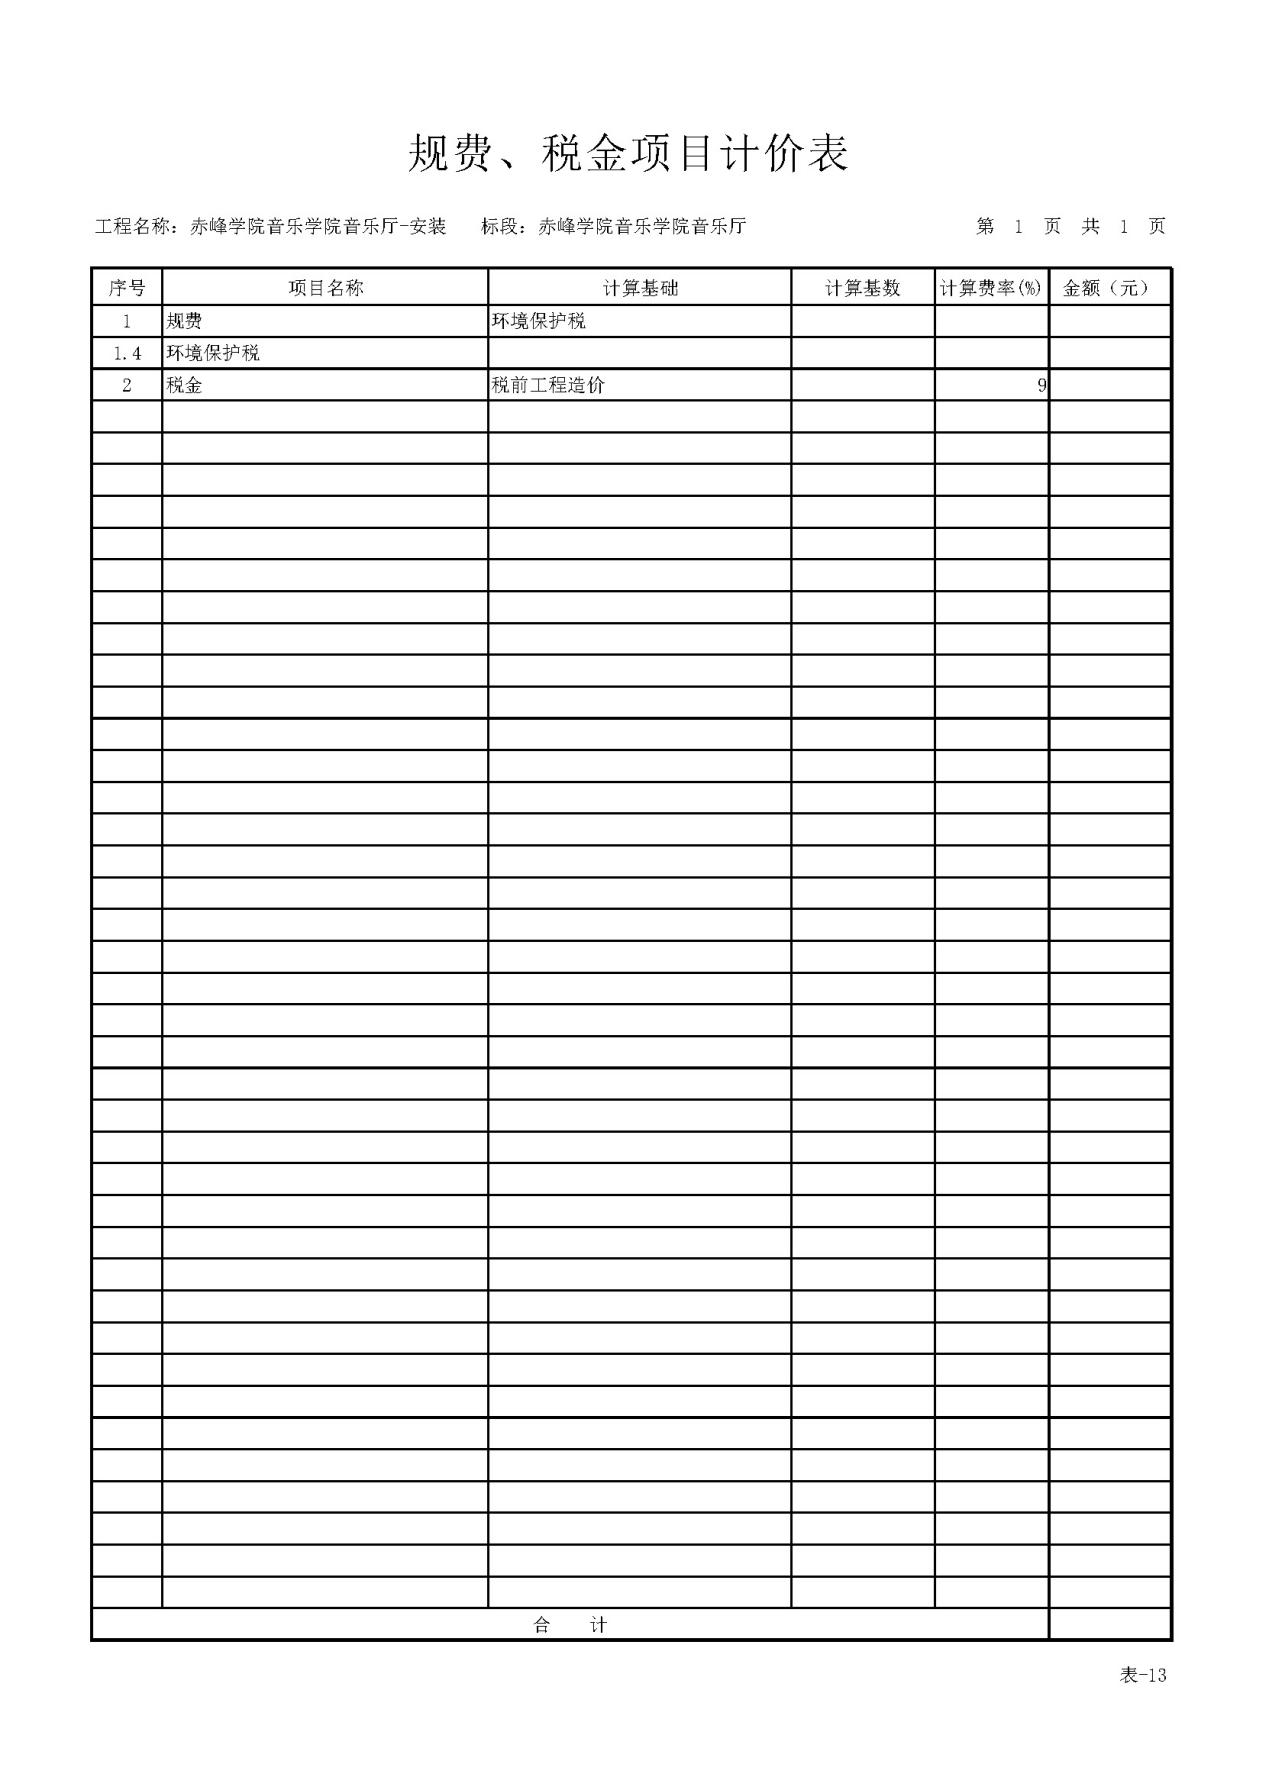 规费、税金项目计价表
工程名称：赤峰学院音乐学院音乐厅-安装 标段：赤峰学院音乐学院音乐厅 第 1 页 共 1 页
序号 项目名称 计算基础 计算基数 计算费率(%) 金额（元）
1 规费 环境保护税
1.4 环境保护税
2 税金 税前工程造价 9
合 计
表-13